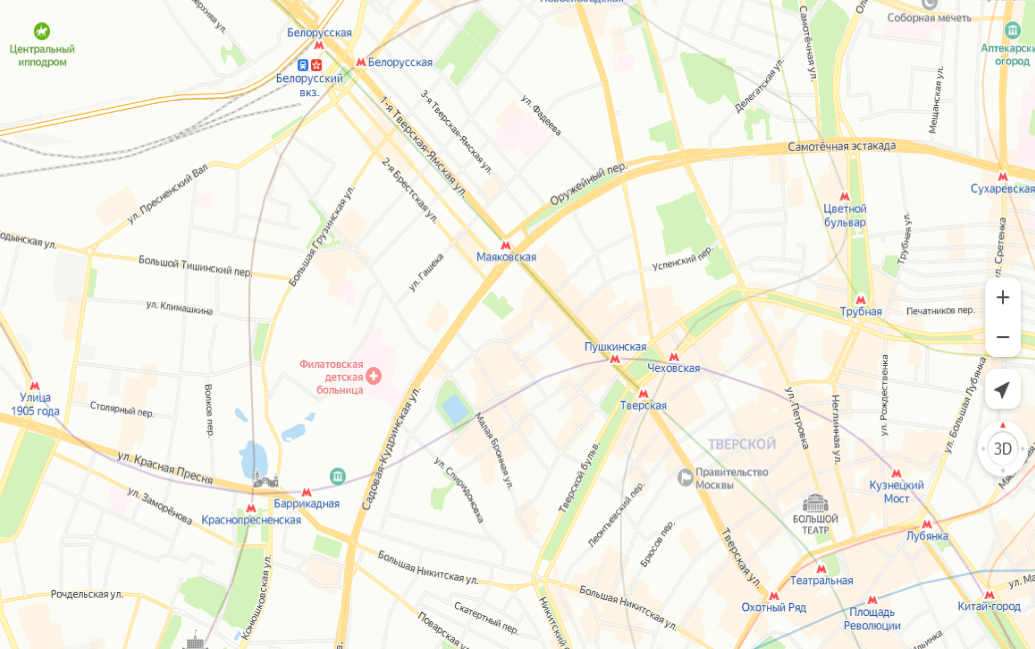 Белорусская
Центральный
ипподром
Белорусская
Белорусский
вкз.
Соборная мечеть
Аптекарски
огород
1-я Тверская-Ямская ул.
3-я Тверская-Ямская ул.
2-я Брестская ул.
ул. Фадеева
Делегатская ул.
Самотёчная ул.
Мещанская ул.
Самотёчная эстакада
Оружейный пер.
Сухаревская
ул. Пресненский Вал
Большая Грузинская ул.
Цветной
бульвар
Трубная ул.
ул. Сретенка
Большой Тишинский пер.
ул. Гашека
Маяковская
Успенский пер.
ул. Климашкина
Трубная
Печатников пер.
Пушкинская
Чеховская
Филатовская
детская
больница
Улица
1905 года
Тверская
Столярный пер.
Волков пер.
Садовая-Кудринская ул.
Малая Бронная ул.
ул. Петровка
Неглинная ул.
ул. Рождественка
ул. Большая Лубянка
3D
ТВЕРСКОЙ
ул. Красная Пресня
ул. Спиридоновка
Тверской бульв.
Правительство
Москвы
Кузнецкий
Мост
ул. Заморёнова
Баррикадная
Краснопресненская
Леонтьевский пер.
Брюсов пер.
Тверская ул.
БОЛЬШОЙ
ТЕАТР
Лубянка
Большая Никитская ул.
Театральная
Рочдельская ул.
Конюшковская ул.
Скатертный пер.
Поварская ул.
Никитский
Большая Никитская ул.
Охотный Ряд
Площадь
Революции
Китай-город